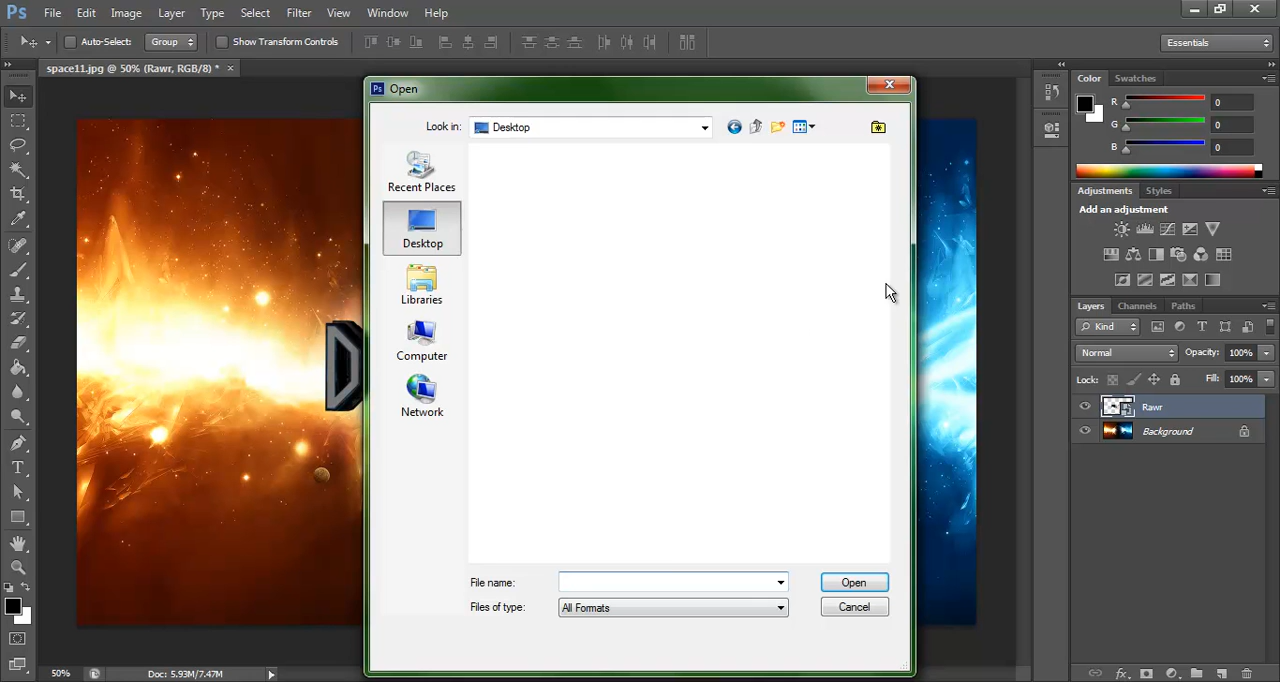 Ps File Edit Image Layer Type Select Filter View Window Help
Auto-Select: Group Show Transform Controls Essentials
space11.jpg @ 50% (Rawr, RGB/8) * ×
Ps Open
Look in: Desktop
Recent Places
Desktop
Libraries
Computer
Network
File name: Open
Files of type: All Formats Cancel
Color Swatches
R 0
G 0
B 0
Adjustments Styles
Add an adjustment
Layers Channels Paths
Kind
Normal Opacity: 100%
Lock: Fill: 100%
Rawr
Background
50% Doc: 5.93M/7.47M